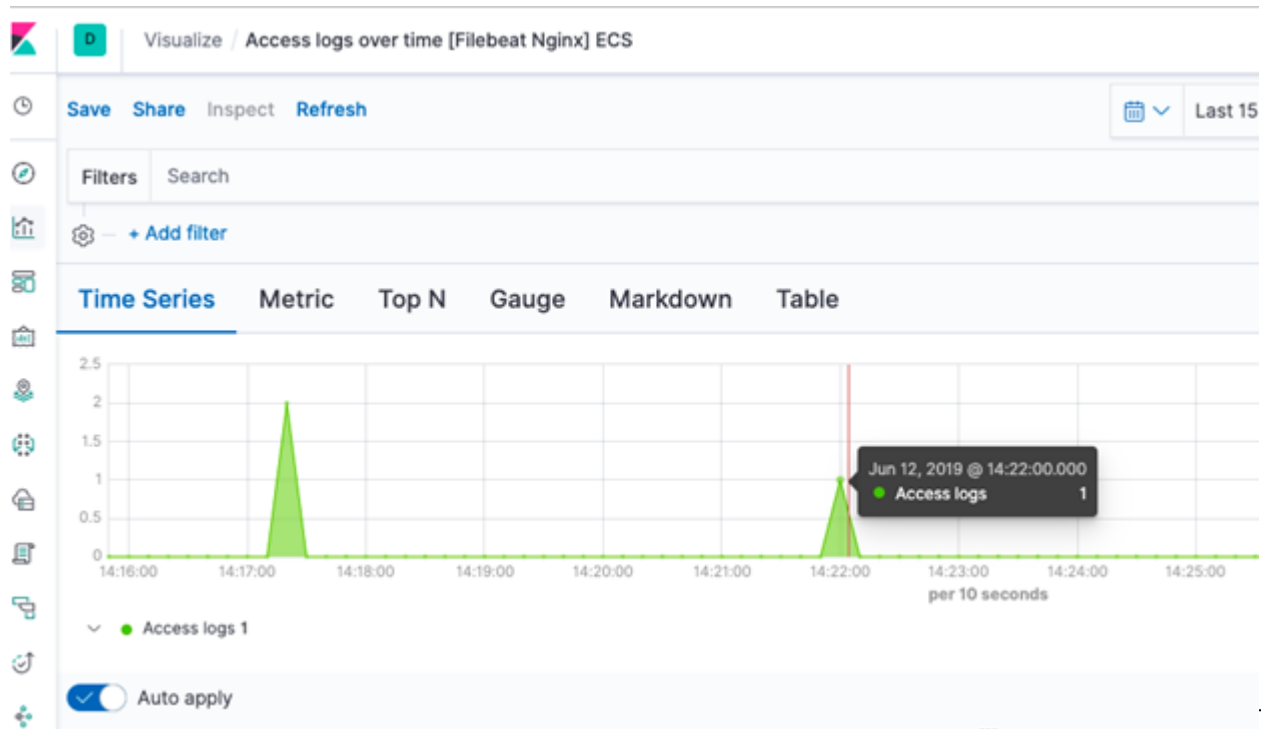 D Visualize / Access logs over time [Filebeat Nginx] ECS
Save Share Inspect Refresh Last 15
Filters Search
+ Add filter
Time Series Metric Top N Gauge Markdown Table
2.5
2
1.5
1
0.5
0
Jun 12, 2019 @ 14:22:00.000
Access logs 1
14:16:00 14:17:00 14:18:00 14:19:00 14:20:00 14:21:00 14:22:00 14:23:00 14:24:00 14:25:00
per 10 seconds
Access logs 1
Auto apply